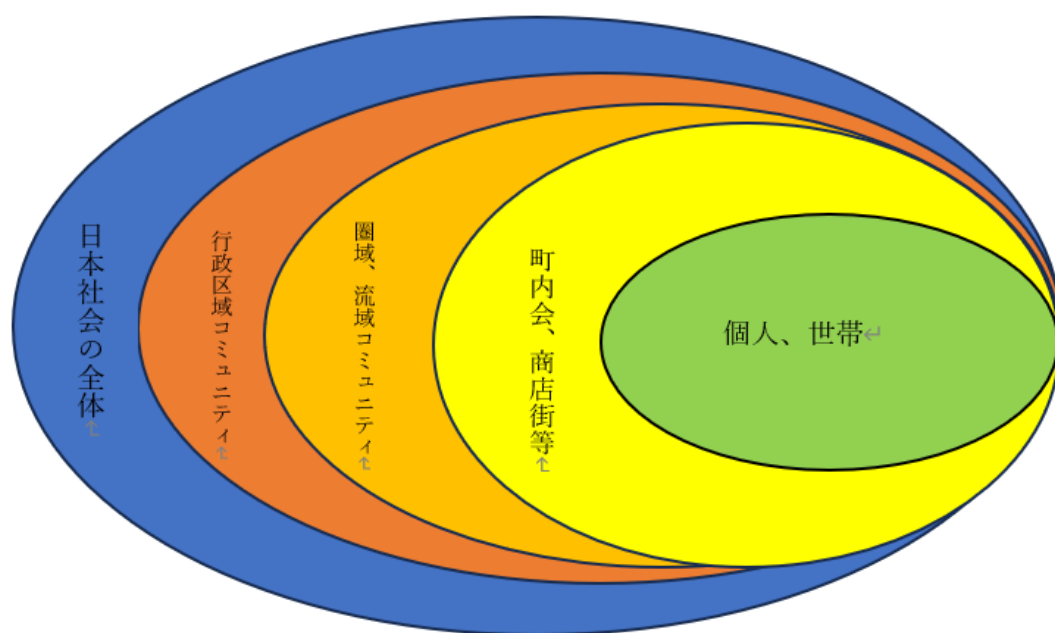 日本社会の全体
行政区域コミュニティ
圏域、流域コミュニティ
町内会、商店街等
個人、世帯